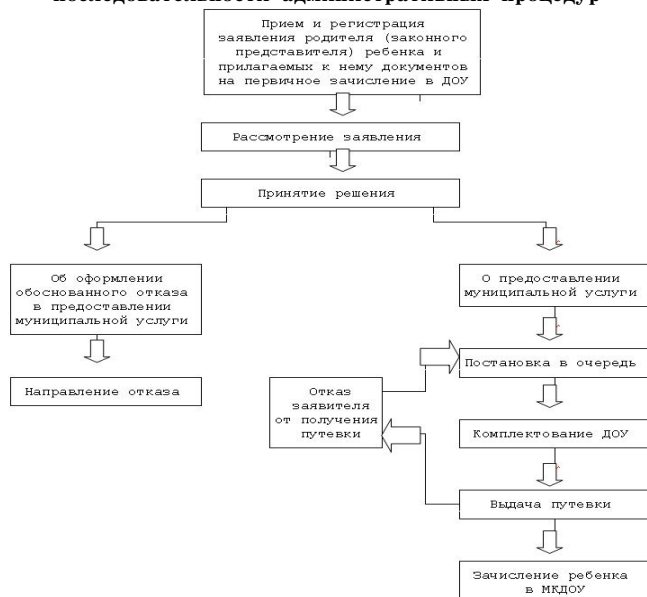 последовательности административных процедур
Прием и регистрация
заявления родителя (законного
представителя) ребенка и
прилагаемых к нему документов
на первичное зачисление в ДОУ
Рассмотрение заявления
Принятие решения
Об оформлении
обоснованного отказа
в предоставлении
муниципальной услуги
О предоставлении
муниципальной услуги
Направление отказа
Постановка в очередь
Отказ
заявителя
от получения
путевки
Комплектование ДОУ
Выдача путевки
Зачисление ребенка
в МКДОУ